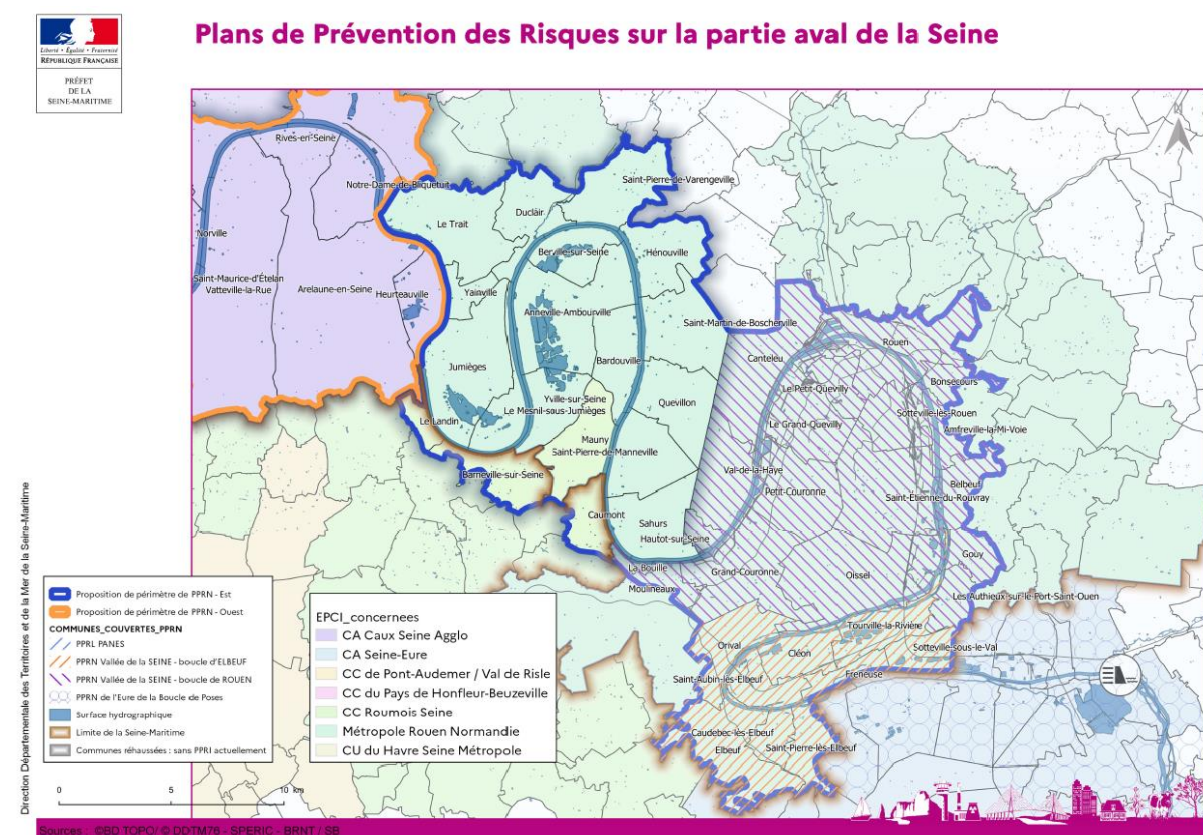 Plans de Prévention des Risques sur la partie aval de la Seine
Liberté • Égalité • Fraternité
RÉPUBLIQUE FRANÇAISE
PRÉFET
DE LA
SEINE-MARITIME
N
Rives-en-Seine
Notre-Dame-de-Bliquetuit
Saint-Pierre-de-Varengeville
Norville
Le Trait
Duclair
Berville-sur-Seine
Hénouville
Saint-Maurice-d'Ételan
Vatteville-la-Rue
Arelaune-en-Seine
Heurteauville
Yainville
Anneville-Ambourville
Saint-Martin-de-Boscherville
Rouen
Canteleu
Bardouville
Jumièges
Le Petit-Quevilly
Bonsecours
Yville-sur-Seine
Le Mesnil-sous-Jumièges
Quevillon
Sotteville-lès-Rouen
Le Landin
Le Grand-Quevilly
Amfreville-la-Mi-Voie
Mauny
Saint-Pierre-de-Manneville
Barneville-sur-Seine
Val-de-la-Haye
Petit-Couronne
Belbeuf
Saint-Étienne-du-Rouvray
Caumont
Sahurs
Hautot-sur-Seine
Gouy
La Bouille
Grand-Couronne
Oissel
Moulineaux
Les Authieux-sur-le-Port-Saint-Ouen
Tourville-la-Rivière
Orival
Cléon
Sotteville-sous-le-Val
Saint-Aubin-lès-Elbeuf
Freneuse
Caudebec-lès-Elbeuf
Elbeuf
Saint-Pierre-lès-Elbeuf
Proposition de périmètre de PPRN - Est
Proposition de périmètre de PPRN - Ouest
COMMUNES_COUVERTES_PPRN
PPRL PANES
PPRN Vallée de la SEINE - boucle d'ELBEUF
PPRN Vallée de la SEINE - boucle de ROUEN
PPRN de l'Eure de la Boucle de Poses
Surface hydrographique
Limite de la Seine-Maritime
Communes réhaussées : sans PPRI actuellement
EPCI_concernees
CA Caux Seine Agglo
CA Seine-Eure
CC de Pont-Audemer / Val de Risle
CC du Pays de Honfleur-Beuzeville
CC Roumois Seine
Métropole Rouen Normandie
CU du Havre Seine Métropole
0 5 10 km
Direction Départementale des Territoires et de la Mer de la Seine-Maritime
Sources : ©BD TOPO/ © DDTM76 - SPERIC - BRNT / SB